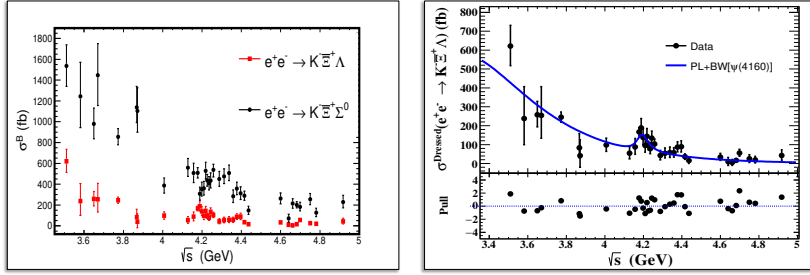 σᴮ (fb)
1800
1600
1400
1200
1000
800
600
400
200
0
e⁺e⁻ → K⁻Ξ̄⁺Λ
e⁺e⁻ → K⁻Ξ̄⁺Σ⁰
3.6 3.8 4 4.2 4.4 4.6 4.8 5
√s (GeV)
σᴰʳᵉˢˢᵉᵈ(e⁺e⁻ → K⁻Ξ̄⁺Λ) (fb)
800
700
600
500
400
300
200
100
0
Data
PL+BW[ψ(4160)]
Pull
4
2
0
−2
−4
3.4 3.6 3.8 4 4.2 4.4 4.6 4.8 5
√s (GeV)